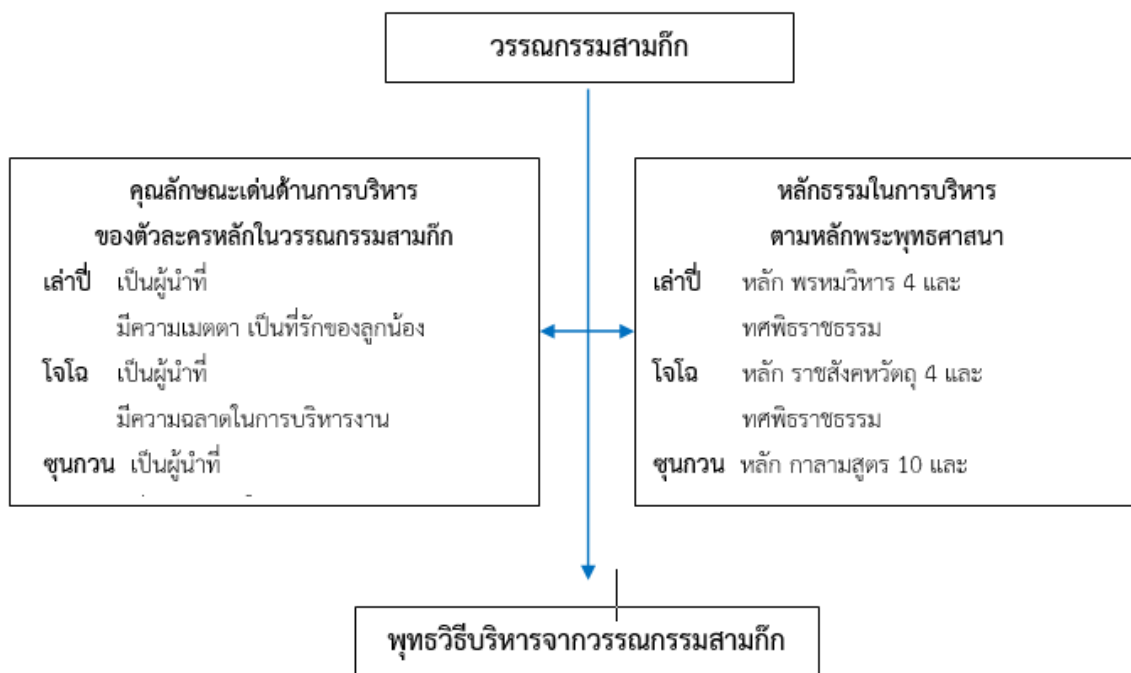 วรรณกรรมสามก๊ก
คุณลักษณะเด่นด้านการบริหาร
ของตัวละครหลักในวรรณกรรมสามก๊ก
เล่าปี่ เป็นผู้นำที่
มีความเมตตา เป็นที่รักของลูกน้อง
โจโฉ เป็นผู้นำที่
มีความฉลาดในการบริหารงาน
ซุนกวน เป็นผู้นำที่
หลักธรรมในการบริหาร
ตามหลักพระพุทธศาสนา
เล่าปี่ หลัก พรหมวิหาร 4 และ
ทศพิธราชธรรม
โจโฉ หลัก ราชสังคหวัตถุ 4 และ
ทศพิธราชธรรม
ซุนกวน หลัก กาลามสูตร 10 และ
พุทธวิธีบริหารจากวรรณกรรมสามก๊ก